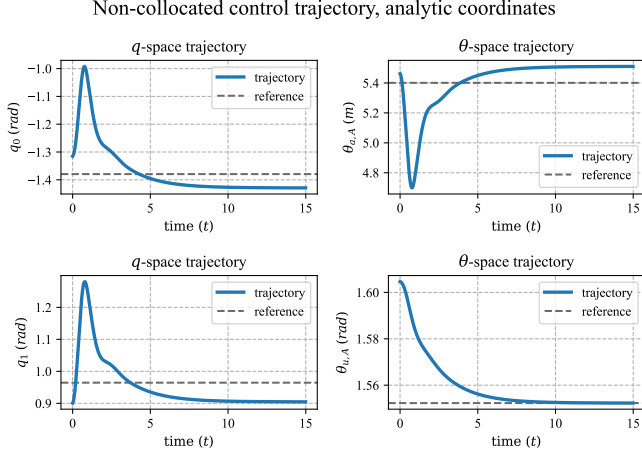 Non-collocated control trajectory, analytic coordinates
q-space trajectory
−1.0
−1.1
−1.2
−1.3
−1.4
q₀ (rad)
trajectory
reference
0 5 10 15
time (t)
θ-space trajectory
5.4
5.2
5.0
4.8
θₐ,A (m)
trajectory
reference
0 5 10 15
time (t)
q-space trajectory
1.2
1.1
1.0
0.9
q₁ (rad)
trajectory
reference
0 5 10 15
time (t)
θ-space trajectory
1.60
1.58
1.56
θᵤ,A (rad)
trajectory
reference
0 5 10 15
time (t)